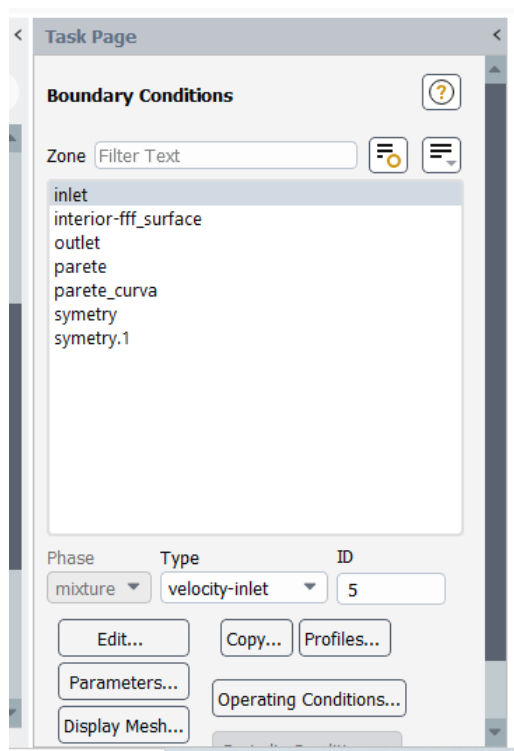 Task Page
Boundary Conditions
?
Zone Filter Text
inlet
interior-fff_surface
outlet
parete
parete_curva
symetry
symetry.1
Phase Type ID
mixture velocity-inlet 5
Edit... Copy... Profiles...
Parameters...
Operating Conditions...
Display Mesh...